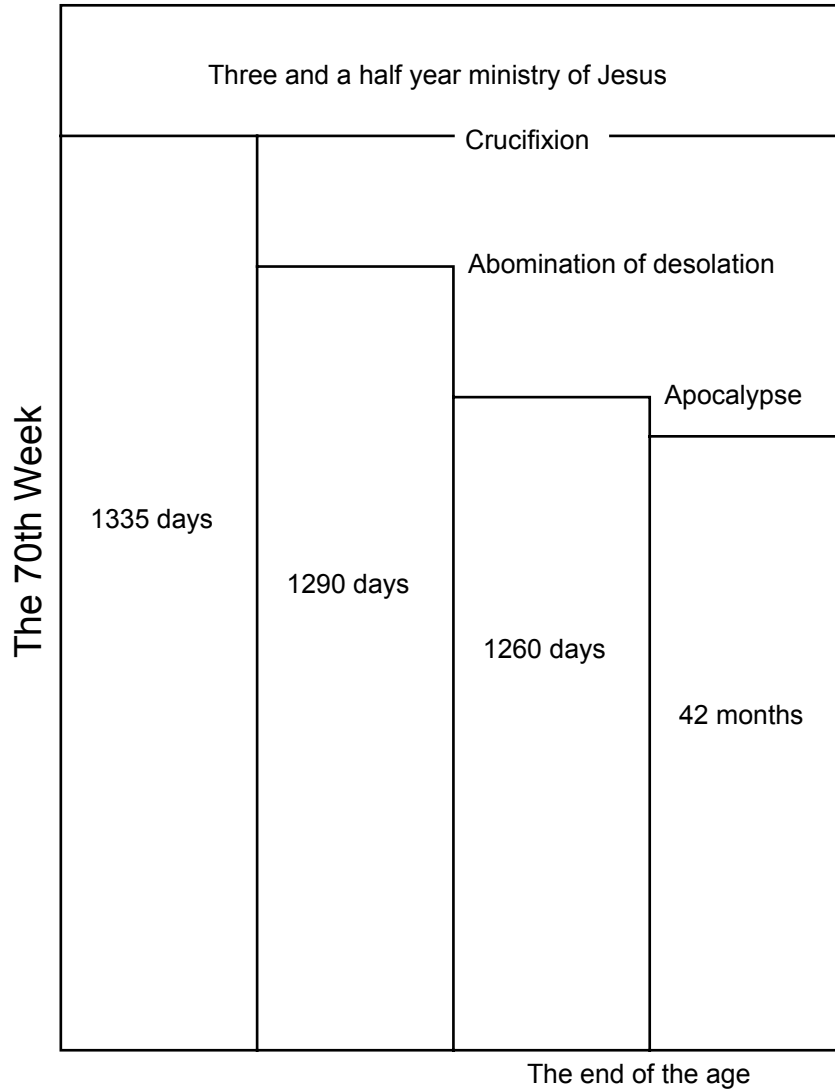 Three and a half year ministry of Jesus
Crucifixion
Abomination of desolation
Apocalypse
The 70th Week
1335 days
1290 days
1260 days
42 months
The end of the age